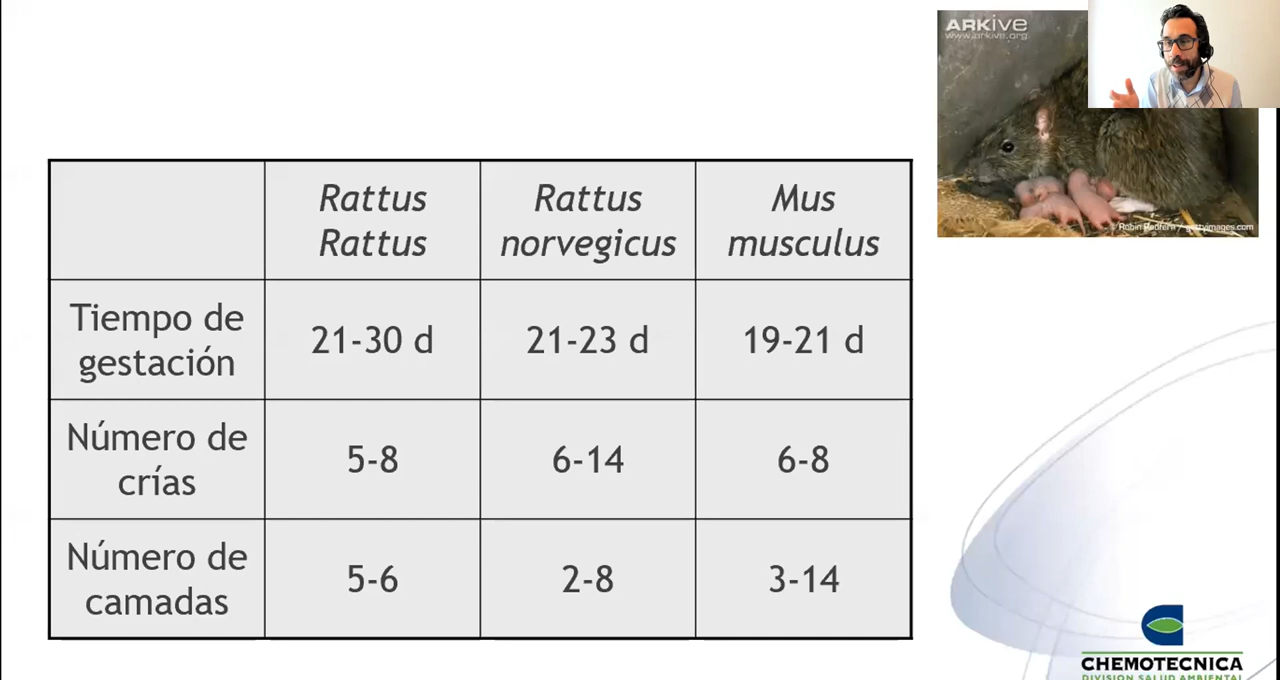 ARKIVE
www.arkive.org
© Robin Redfern / gettyimages.com
Rattus
Rattus
Rattus
norvegicus
Mus
musculus
Tiempo de
gestación
21-30 d
21-23 d
19-21 d
Número de
crías
5-8
6-14
6-8
Número de
camadas
5-6
2-8
3-14
CHEMOTECNICA
DIVISIÓN SALUD AMBIENTAL